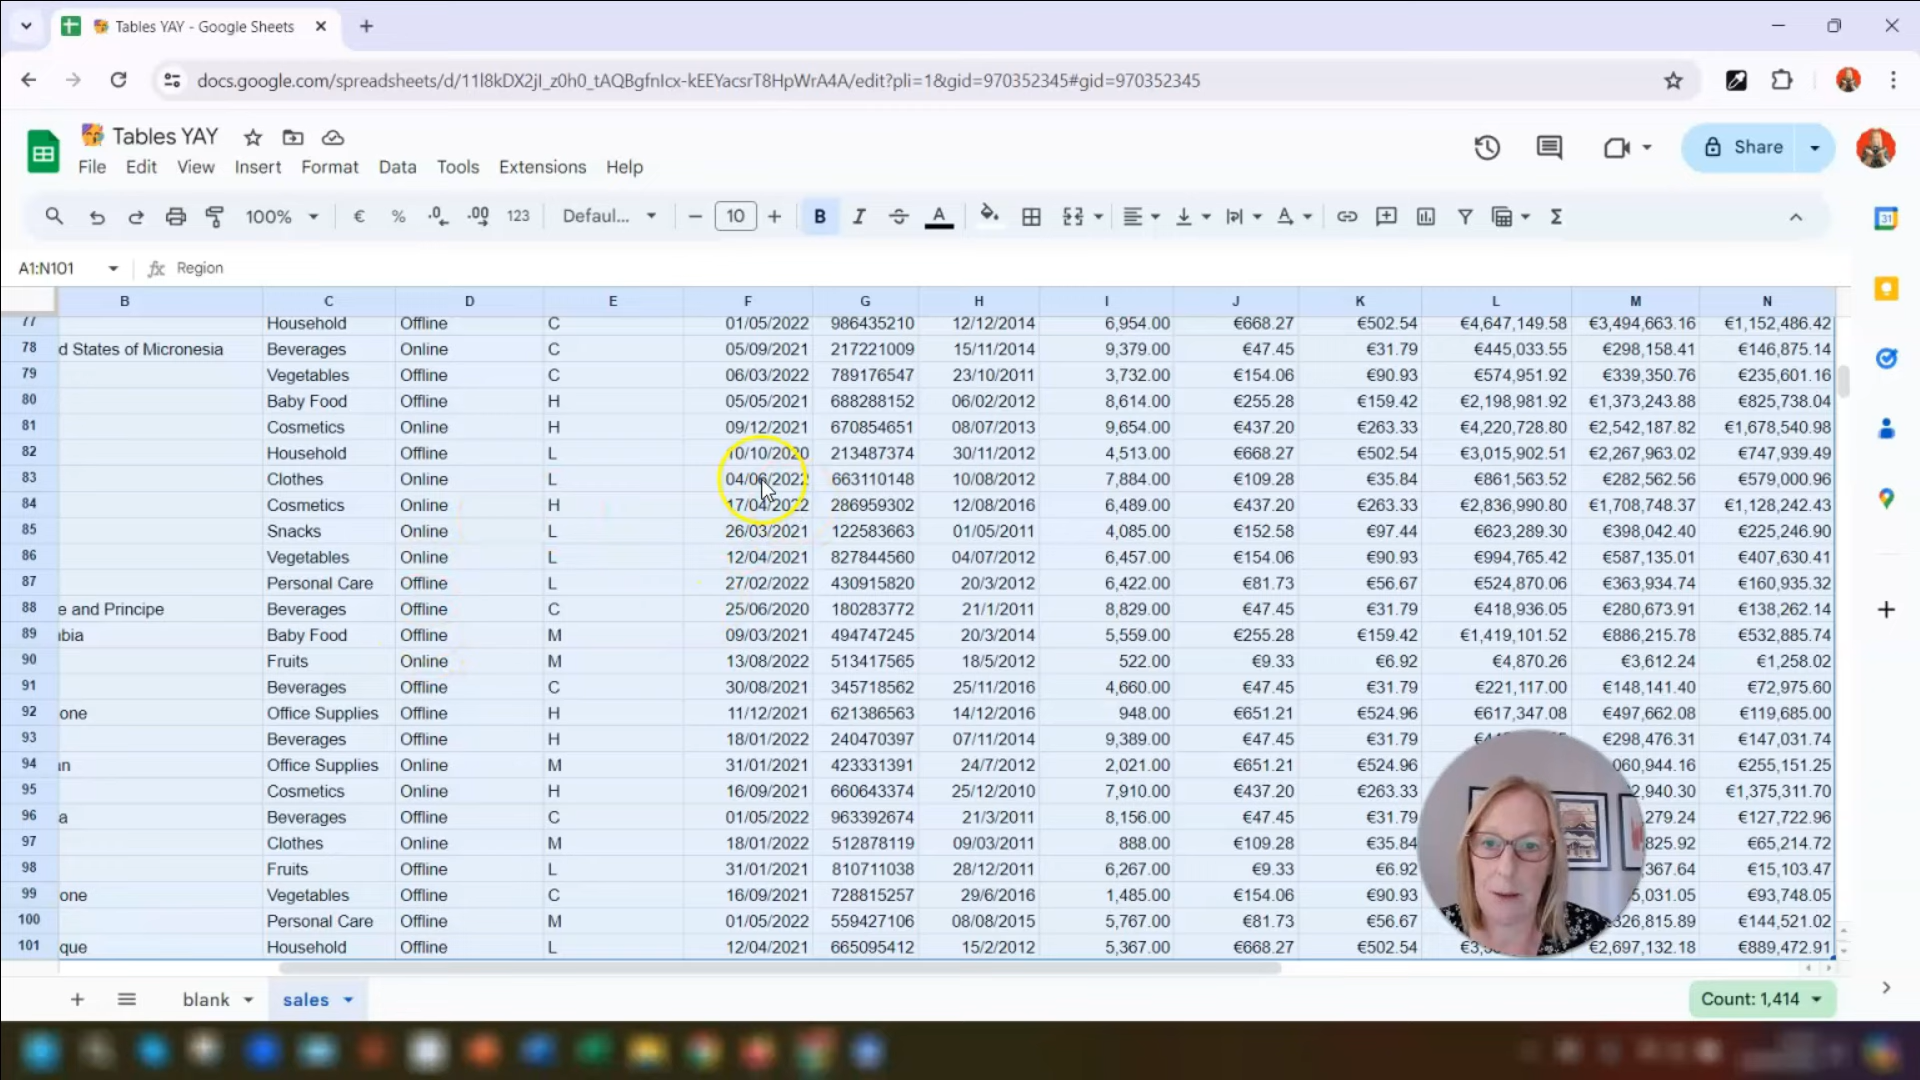 Tables YAY - Google Sheets
docs.google.com/spreadsheets/d/11l8kDX2jI_z0h0_tAQBgfnIcx-kEEYacsrT8HpWrA4A/edit?pli=1&gid=970352345#gid=970352345
Tables YAY
File Edit View Insert Format Data Tools Extensions Help
Share
100% € % .0 .00 123 Defaul... 10 B I A
A1:N101 fx Region
B C D E F G H I J K L M N
77 Household Offline C 01/05/2022 986435210 12/12/2014 6,954.00 €668.27 €502.54 €4,647,149.58 €3,494,663.16 €1,152,486.42
78 d States of Micronesia Beverages Online C 05/09/2021 217221009 15/11/2014 9,379.00 €47.45 €31.79 €445,033.55 €298,158.41 €146,875.14
79 Vegetables Offline C 06/03/2022 789176547 23/10/2011 3,732.00 €154.06 €90.93 €574,951.92 €339,350.76 €235,601.16
80 Baby Food Offline H 05/05/2021 688288152 06/02/2012 8,614.00 €255.28 €159.42 €2,198,981.92 €1,373,243.88 €825,738.04
81 Cosmetics Online H 09/12/2021 670854651 08/07/2013 9,654.00 €437.20 €263.33 €4,220,728.80 €2,542,187.82 €1,678,540.98
82 Household Offline L 10/10/2020 213487374 30/11/2012 4,513.00 €668.27 €502.54 €3,015,902.51 €2,267,963.02 €747,939.49
83 Clothes Online L 04/06/2022 663110148 10/08/2012 7,884.00 €109.28 €35.84 €861,563.52 €282,562.56 €579,000.96
84 Cosmetics Online H 17/04/2022 286959302 12/08/2016 6,489.00 €437.20 €263.33 €2,836,990.80 €1,708,748.37 €1,128,242.43
85 Snacks Online L 26/03/2021 122583663 01/05/2011 4,085.00 €152.58 €97.44 €623,289.30 €398,042.40 €225,246.90
86 Vegetables Online L 12/04/2021 827844560 04/07/2012 6,457.00 €154.06 €90.93 €994,765.42 €587,135.01 €407,630.41
87 Personal Care Offline L 27/02/2022 430915820 20/3/2012 6,422.00 €81.73 €56.67 €524,870.06 €363,934.74 €160,935.32
88 e and Principe Beverages Offline C 25/06/2020 180283772 21/1/2011 8,829.00 €47.45 €31.79 €418,936.05 €280,673.91 €138,262.14
89 bia Baby Food Offline M 09/03/2021 494747245 20/3/2014 5,559.00 €255.28 €159.42 €1,419,101.52 €886,215.78 €532,885.74
90 Fruits Online M 13/08/2022 513417565 18/5/2012 522.00 €9.33 €6.92 €4,870.26 €3,612.24 €1,258.02
91 Beverages Offline C 30/08/2021 345718562 25/11/2016 4,660.00 €47.45 €31.79 €221,117.00 €148,141.40 €72,975.60
92 one Office Supplies Offline H 11/12/2021 621386563 14/12/2016 948.00 €651.21 €524.96 €617,347.08 €497,662.08 €119,685.00
93 Beverages Offline H 18/01/2022 240470397 07/11/2014 9,389.00 €47.45 €31.79 €298,476.31 €147,031.74
94 n Office Supplies Online M 31/01/2021 423331391 24/7/2012 2,021.00 €651.21 €524.96 060,944.16 €255,151.25
95 Cosmetics Online H 16/09/2021 660643374 25/12/2010 7,910.00 €437.20 €263.33 2,940.30 €1,375,311.70
96 a Beverages Offline C 01/05/2022 963392674 21/3/2011 8,156.00 €47.45 €31.79 279.24 €127,722.96
97 Clothes Online M 18/01/2022 512878119 09/03/2011 888.00 €109.28 €35.84 825.92 €65,214.72
98 Fruits Offline L 31/01/2021 810711038 28/12/2011 6,267.00 €9.33 €6.92 367.64 €15,103.47
99 one Vegetables Offline C 16/09/2021 728815257 29/6/2016 1,485.00 €154.06 €90.93 5,031.05 €93,748.05
100 Personal Care Offline M 01/05/2022 559427106 08/08/2015 5,767.00 €81.73 €56.67 326,815.89 €144,521.02
101 que Household Offline L 12/04/2021 665095412 15/2/2012 5,367.00 €668.27 €502.54 €2,697,132.18 €889,472.91
blank sales Count: 1,414